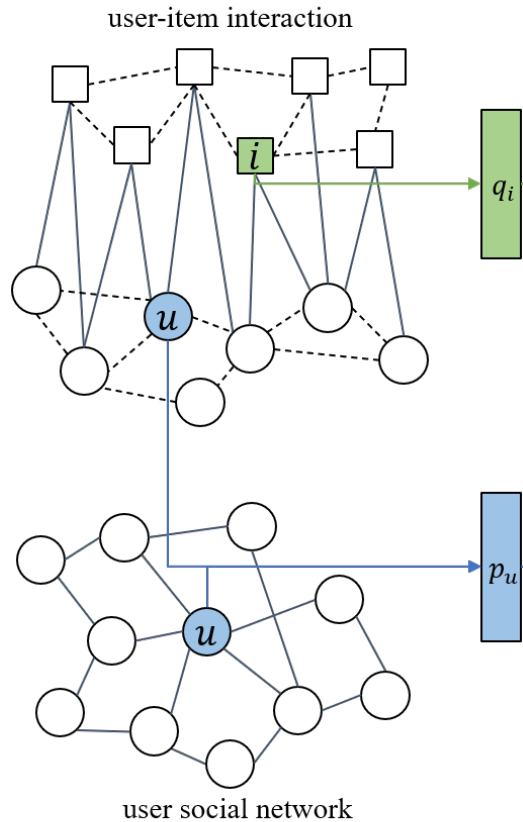 user-item interaction
i
q_i
u
p_u
u
user social network